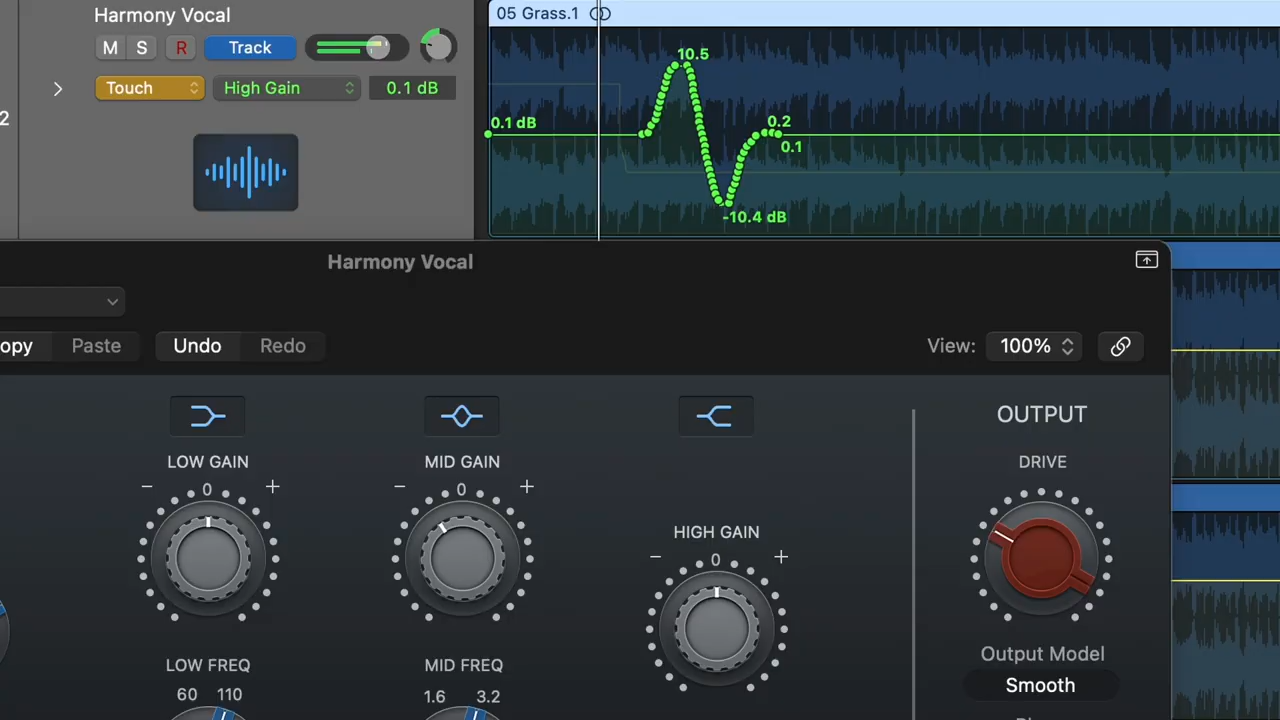 Harmony Vocal
05 Grass.1
M S R Track
Touch High Gain 0.1 dB
2
10.5
0.1 dB
0.2
0.1
-10.4 dB
Harmony Vocal
opy Paste Undo Redo
View: 100%
OUTPUT
LOW GAIN
MID GAIN
DRIVE
− 0 +
− 0 +
HIGH GAIN
− 0 +
Output Model
LOW FREQ
MID FREQ
Smooth
60 110
1.6 3.2